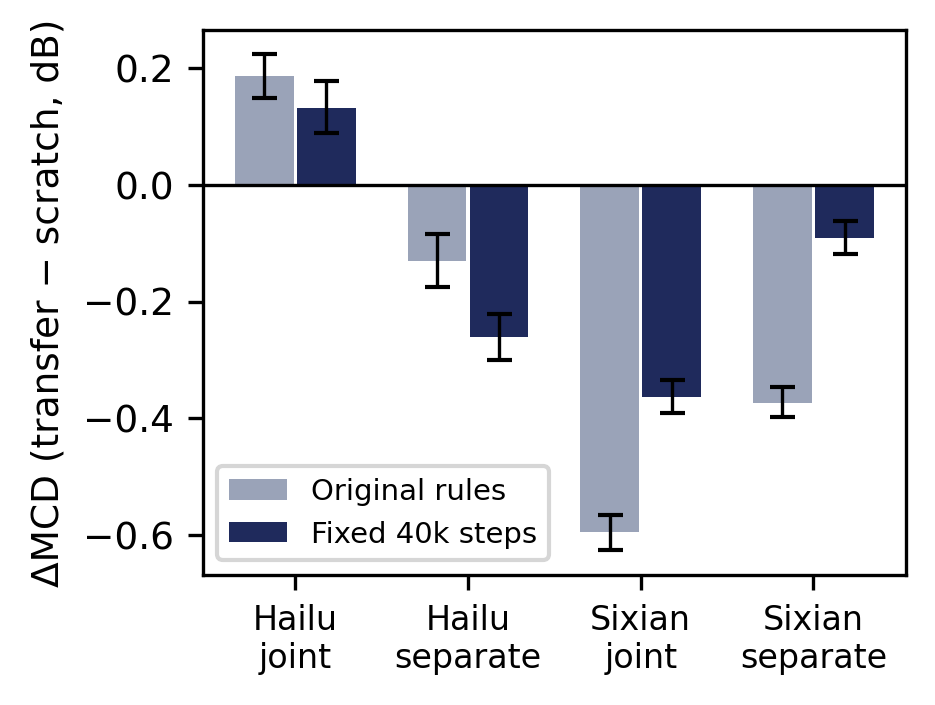 ΔMCD (transfer − scratch, dB)
0.2
0.0
−0.2
−0.4
−0.6
Original rules
Fixed 40k steps
Hailu
joint
Hailu
separate
Sixian
joint
Sixian
separate